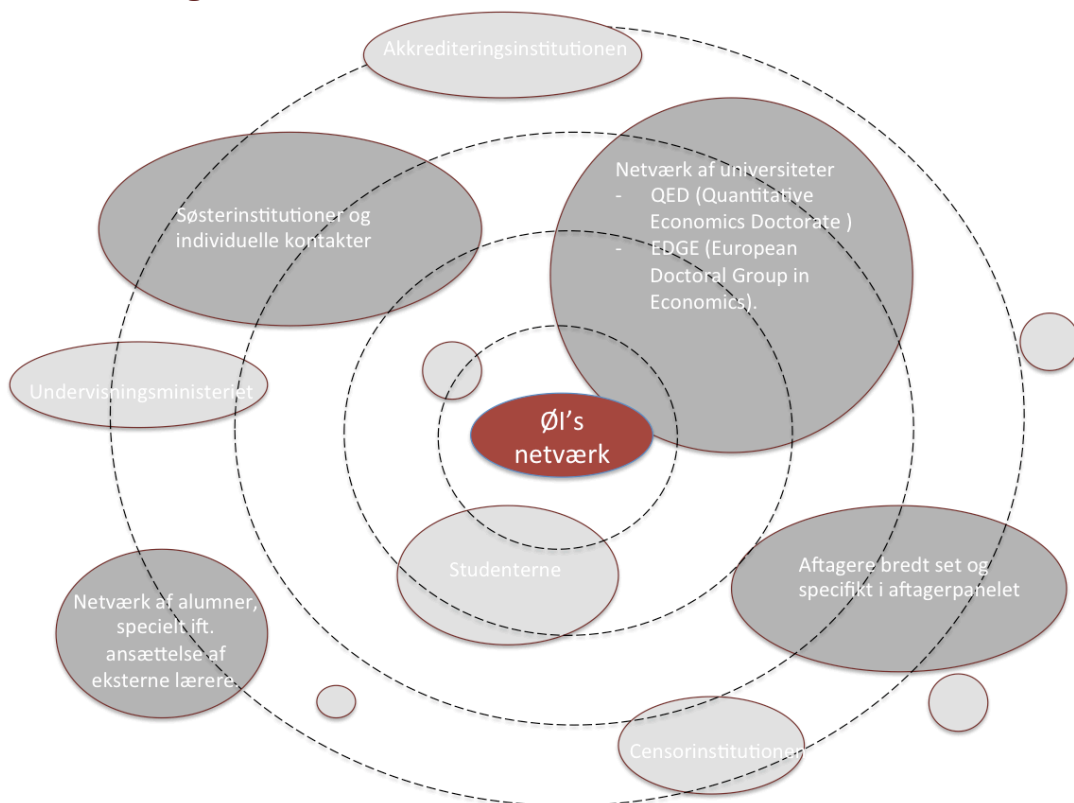 Akkrediteringsinstitutionen
Netværk af universiteter
- QED (Quantitative
Economics Doctorate )
- EDGE (European
Doctoral Group in
Economics).
Søsterinstitutioner og
individuelle kontakter
Undervisningsministeriet
ØI's
netværk
Studenterne
Aftagere bredt set og
specifikt i aftagerpanelet
Netværk af alumner,
specielt ift.
ansættelse af
eksterne lærere.
Censorinstitutionen